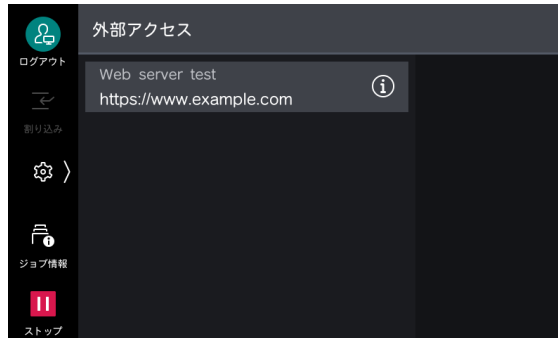 外部アクセス
ログアウト
Web server test
https://www.example.com
割り込み
ジョブ情報
ストップ